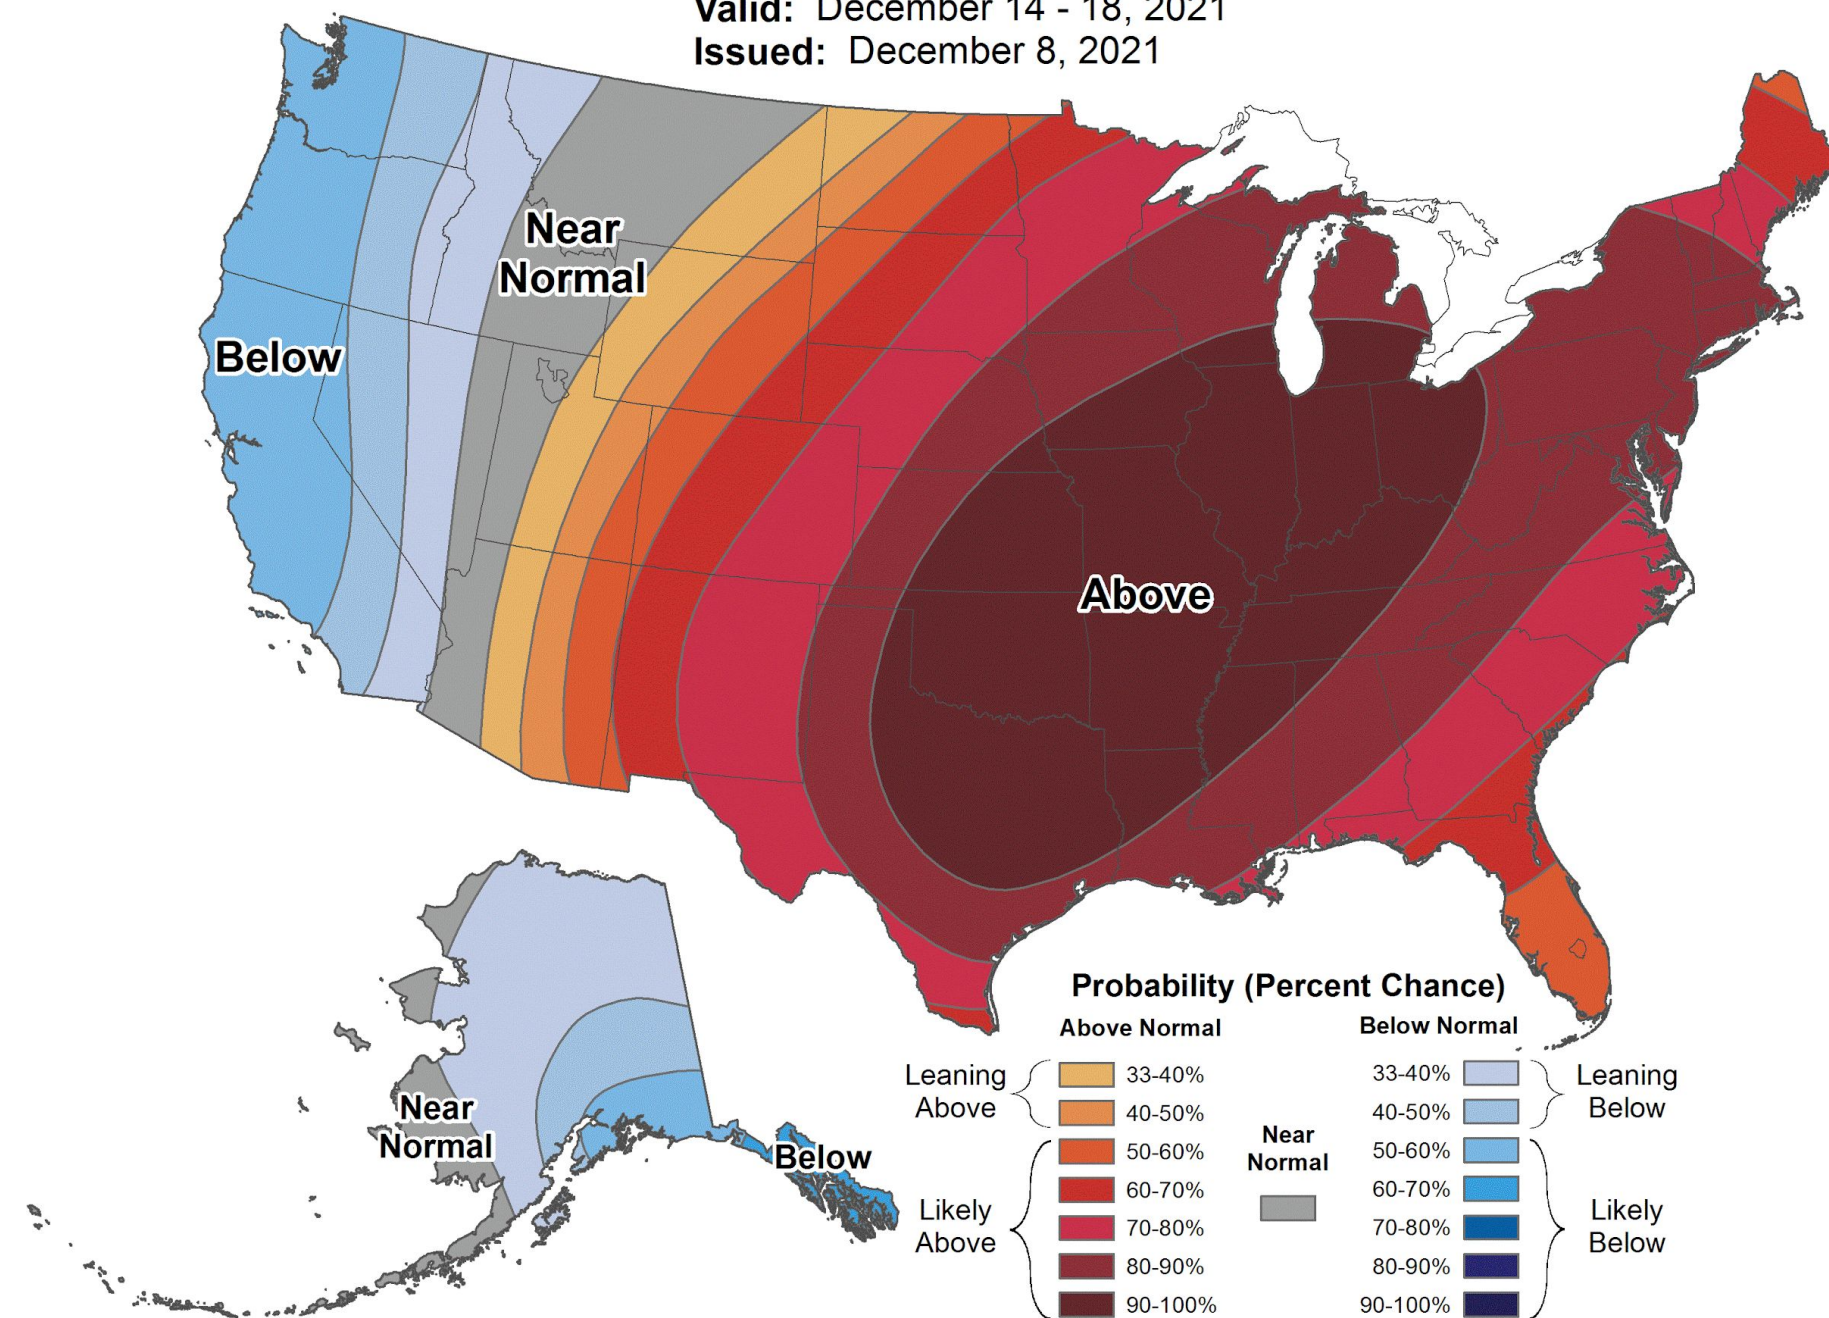 Valid: December 14 - 18, 2021
Issued: December 8, 2021
Near
Normal
Below
Above
Near
Normal
Below
Probability (Percent Chance)
Above Normal
Below Normal
Leaning
Above
33-40%
40-50%
Likely
Above
50-60%
60-70%
70-80%
80-90%
90-100%
Near
Normal
33-40%
40-50%
Leaning
Below
50-60%
60-70%
70-80%
80-90%
90-100%
Likely
Below